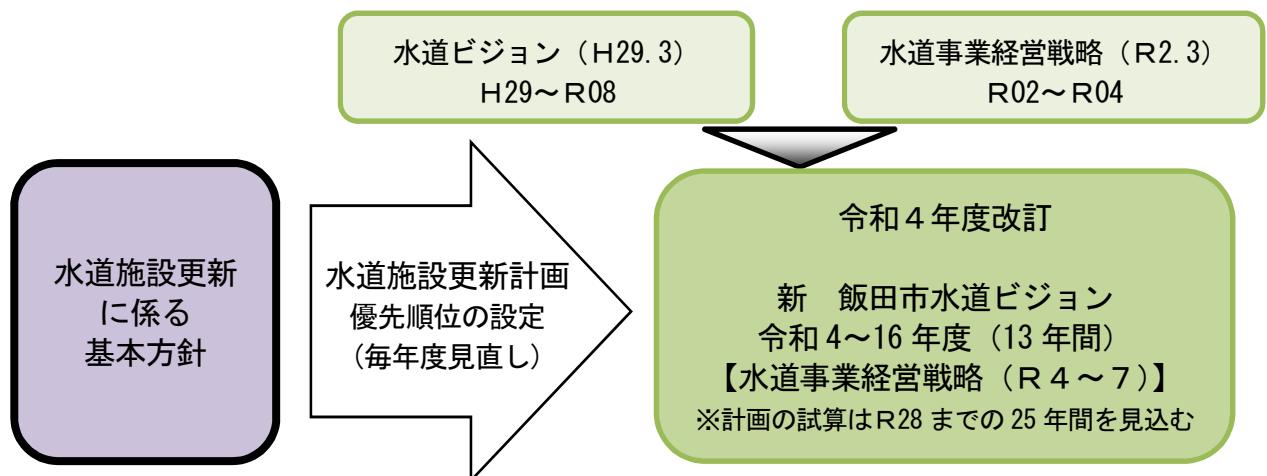 水道ビジョン（Ｈ29.3）
Ｈ29～Ｒ08
水道事業経営戦略（Ｒ2.3）
Ｒ02～Ｒ04
水道施設更新
に係る
基本方針
水道施設更新計画
優先順位の設定
（毎年度見直し）
令和４年度改訂
新　飯田市水道ビジョン
令和 4～16 年度（13 年間）
【水道事業経営戦略（Ｒ４～７）】
※計画の試算はＲ28 までの 25 年間を見込む